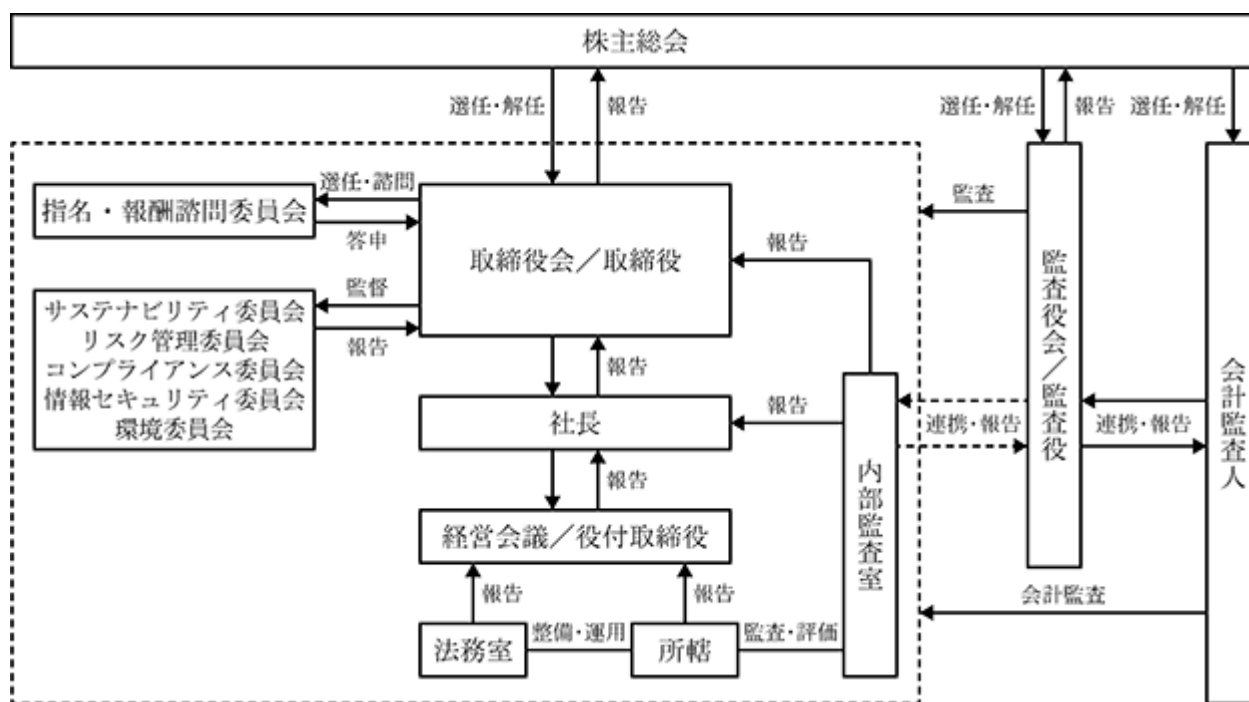 株主総会
選任・解任
報告
選任・解任
報告
選任・解任
選任・諮問
指名・報酬諮問委員会
答申
取締役会／取締役
報告
監査
監査役会／監査役
会計監査人
監督
サステナビリティ委員会
リスク管理委員会
コンプライアンス委員会
情報セキュリティ委員会
環境委員会
報告
報告
社長
報告
連携・報告
連携・報告
内部監査室
報告
経営会議／役付取締役
報告
報告
会計監査
法務室
整備・運用
所轄
監査・評価